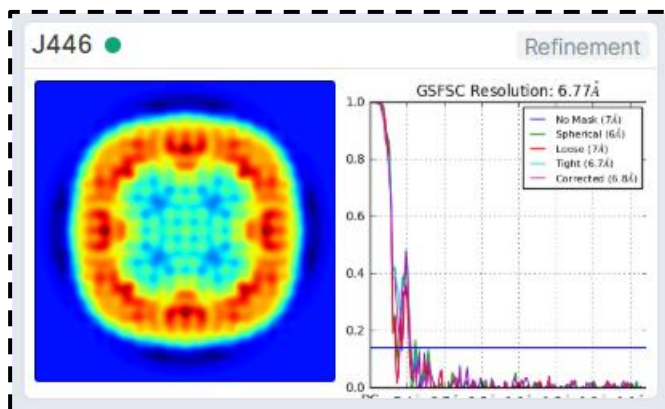 J446
Refinement
GSFSC Resolution: 6.77Å
1.0
0.8
0.6
0.4
0.2
0.0
No Mask (7Å)
Spherical (6Å)
Loose (7Å)
Tight (6.7Å)
Corrected (6.8Å)